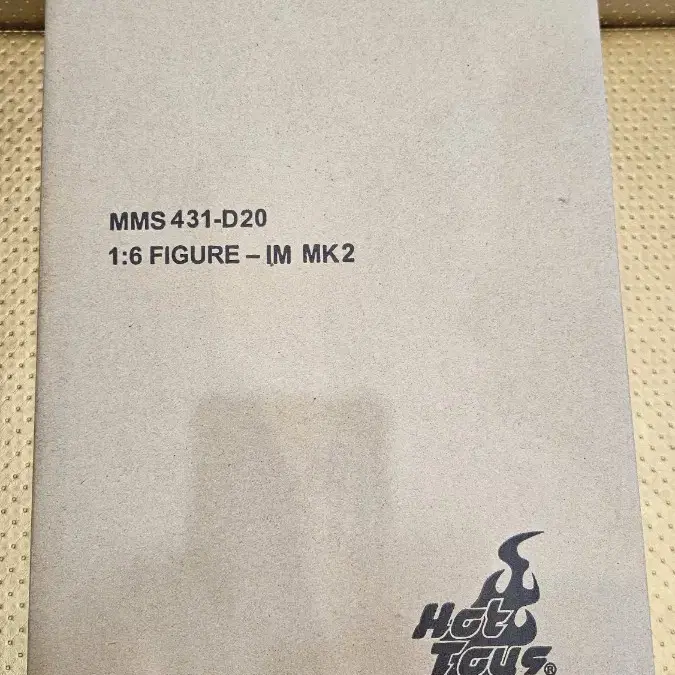 MMS 431-D20
1:6 FIGURE – IM MK2
Hot
Toys®